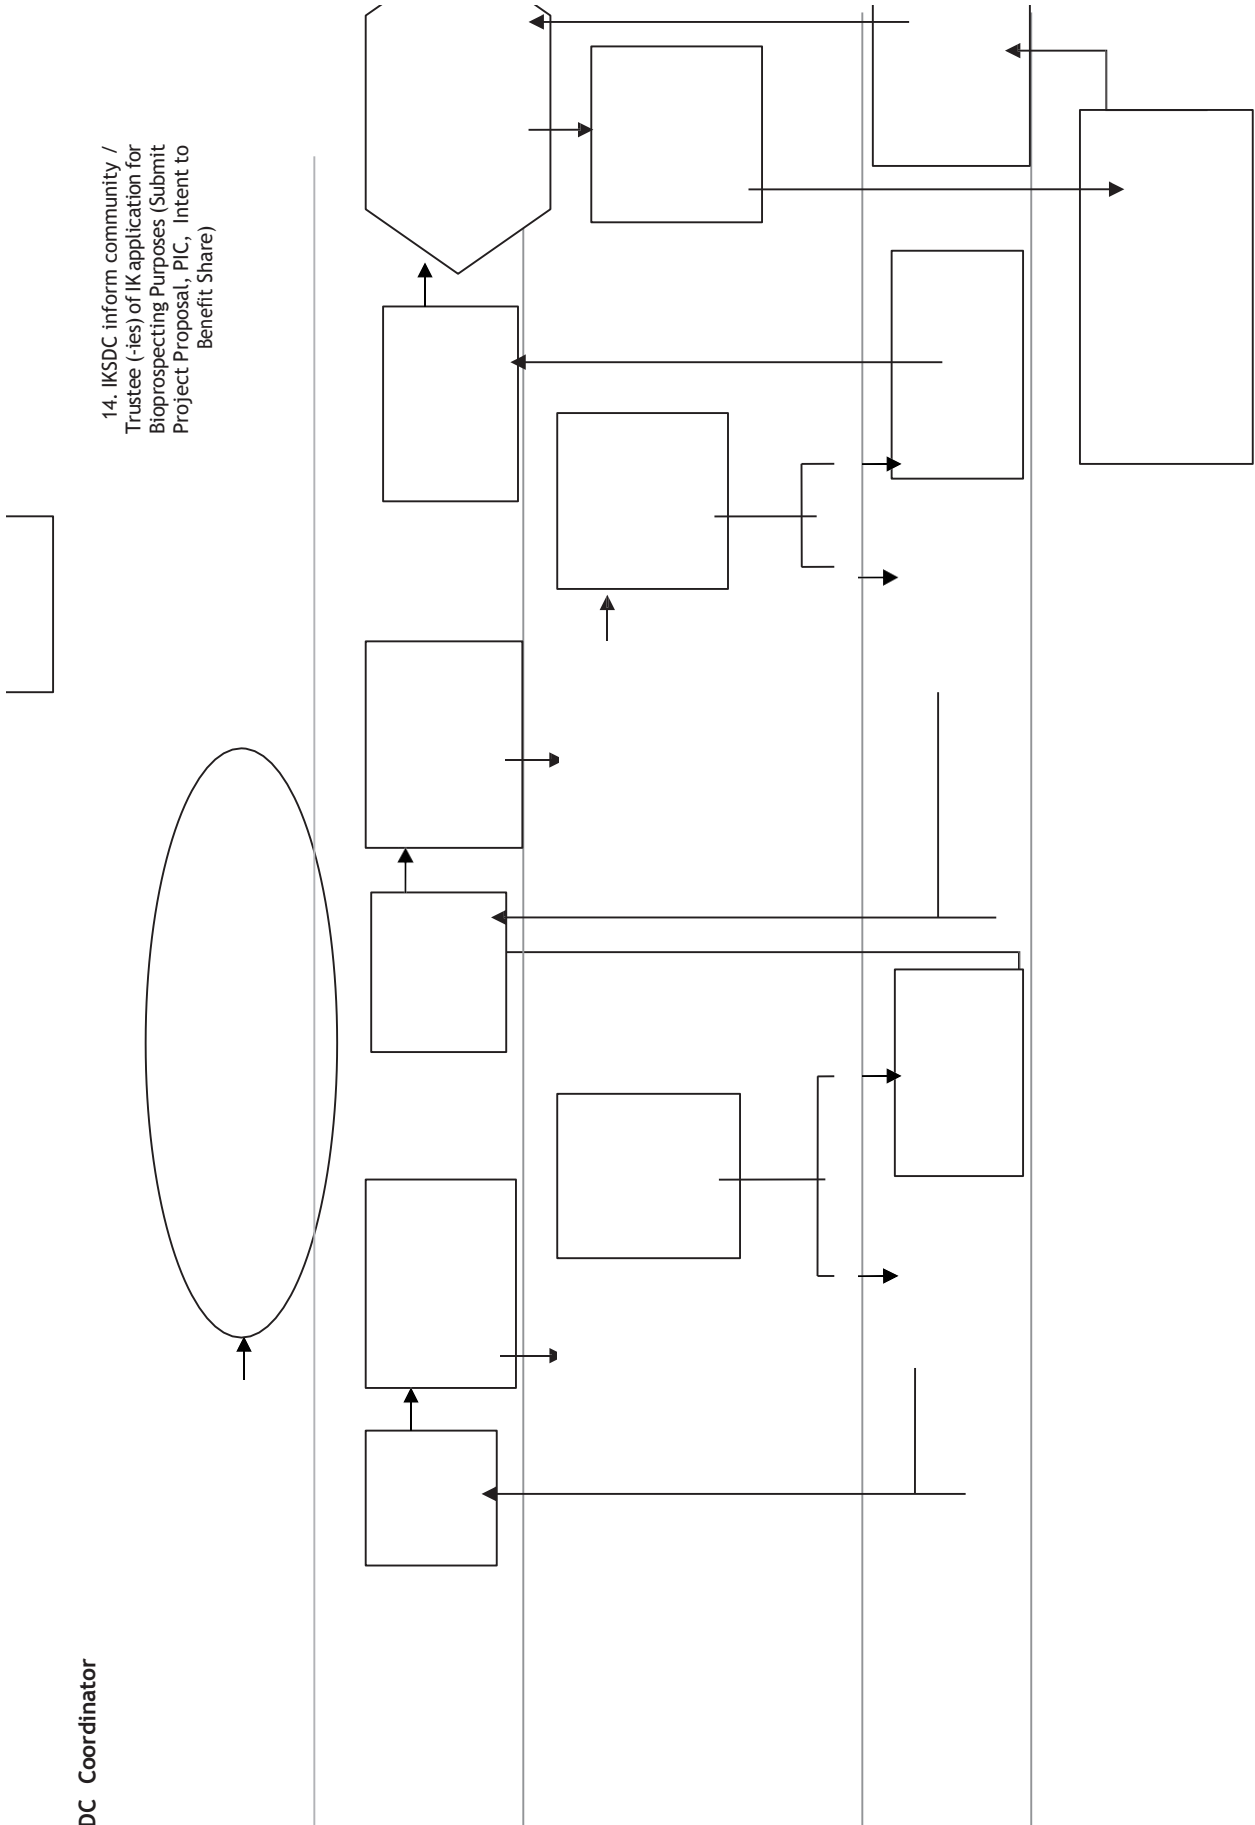 14. IKSDC inform community /
Trustee (-ies) of IK application for
Bioprospecting Purposes (Submit
Project Proposal, PIC, Intent to
Benefit Share)
DC Coordinator